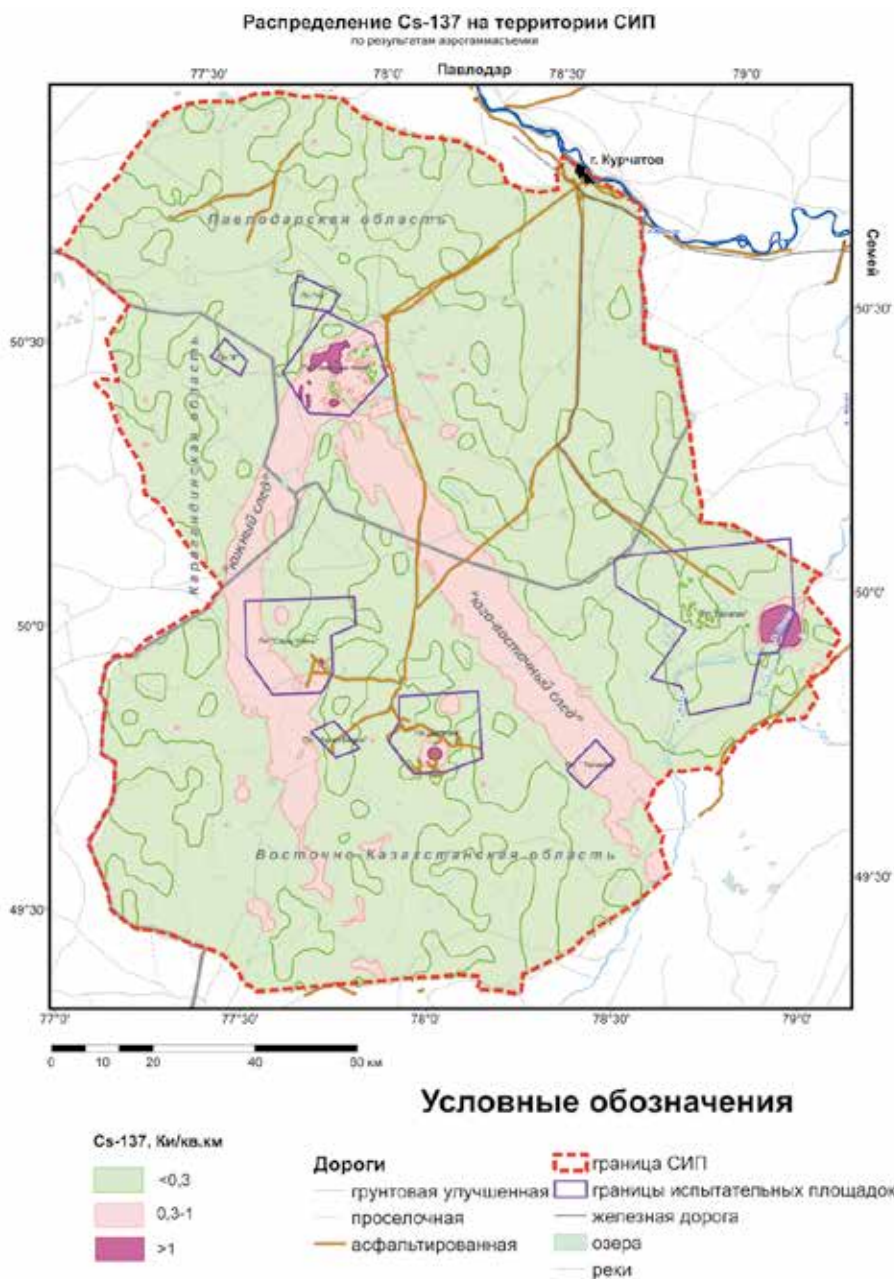 Распределение Cs-137 на территории СИП
по результатам аэрогаммасъемки
77°30'
78°0'
Павлодар
78°30'
79°0'
г. Курчатов
Павлодарская область
Семей
50°30'
50°30'
Карагандинская область
"южный след"
50°0'
50°0'
"юго-восточный след"
Восточно-Казахстанская область
49°30'
49°30'
77°0'
77°30'
78°0'
78°30'
79°0'
0 10 20 40
Условные обозначения
Cs-137, Ки/кв.км
<0,3
0,3-1
>1
Дороги
грунтовая улучшенная
проселочная
асфальтированная
граница СИП
границы испытательных площадок
железная дорога
озера
реки